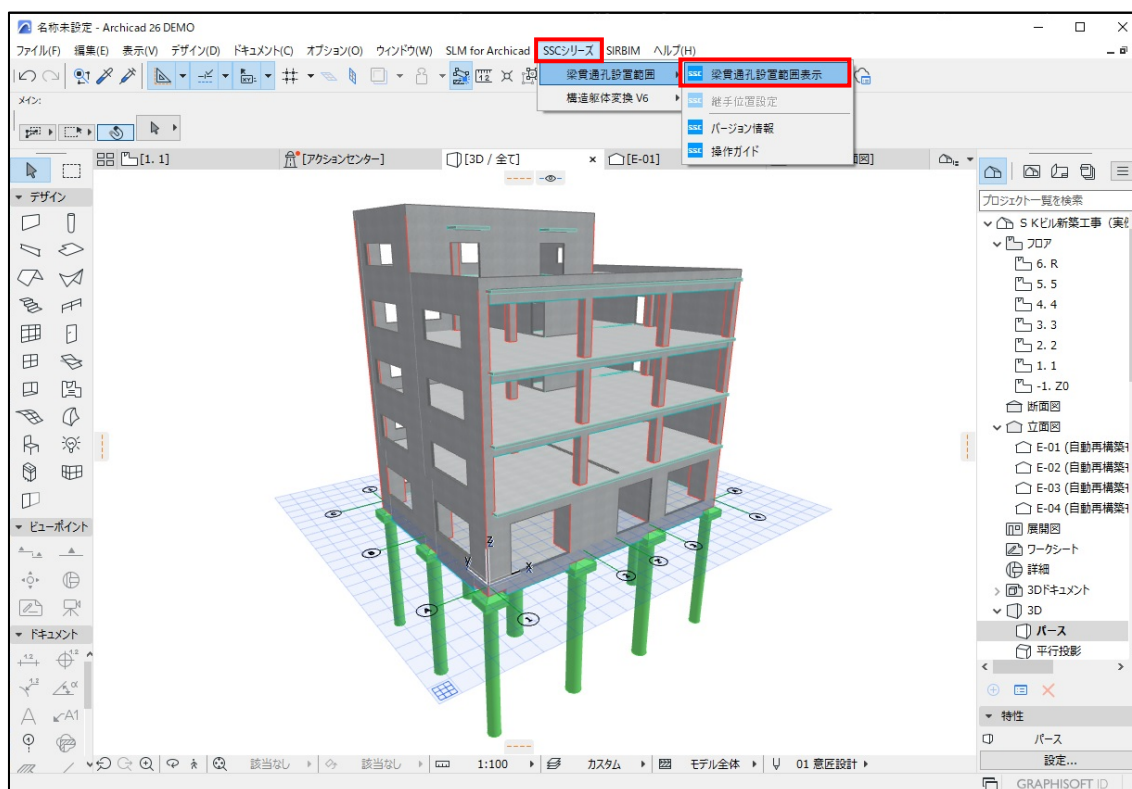 名称未設定 - Archicad 26 DEMO
ファイル(F) 編集(E) 表示(V) デザイン(D) ドキュメント(C) オプション(O) ウィンドウ(W) SLM for Archicad SSCシリーズ SIRBIM ヘルプ(H)
梁貫通孔設置範囲
構造躯体変換 V6
SSC 梁貫通孔設置範囲表示
SSC 継手位置設定
SSC バージョン情報
SSC 操作ガイド
メイン:
[1. 1]
[アクションセンター]
[3D / 全て]
[E-01]
デザイン
ビューポイント
ドキュメント
A1
プロジェクト一覧を検索
ＳＫビル新築工事（実
フロア
6. R
5. 5
4. 4
3. 3
2. 2
1. 1
-1. Z0
断面図
立面図
E-01 (自動再構築
E-02 (自動再構築
E-03 (自動再構築
E-04 (自動再構築
展開図
ワークシート
詳細
3Dドキュメント
3D
パース
平行投影
特性
パース
設定...
該当なし
該当なし
1:100
カスタム
モデル全体
01 意匠設計
GRAPHISOFT ID